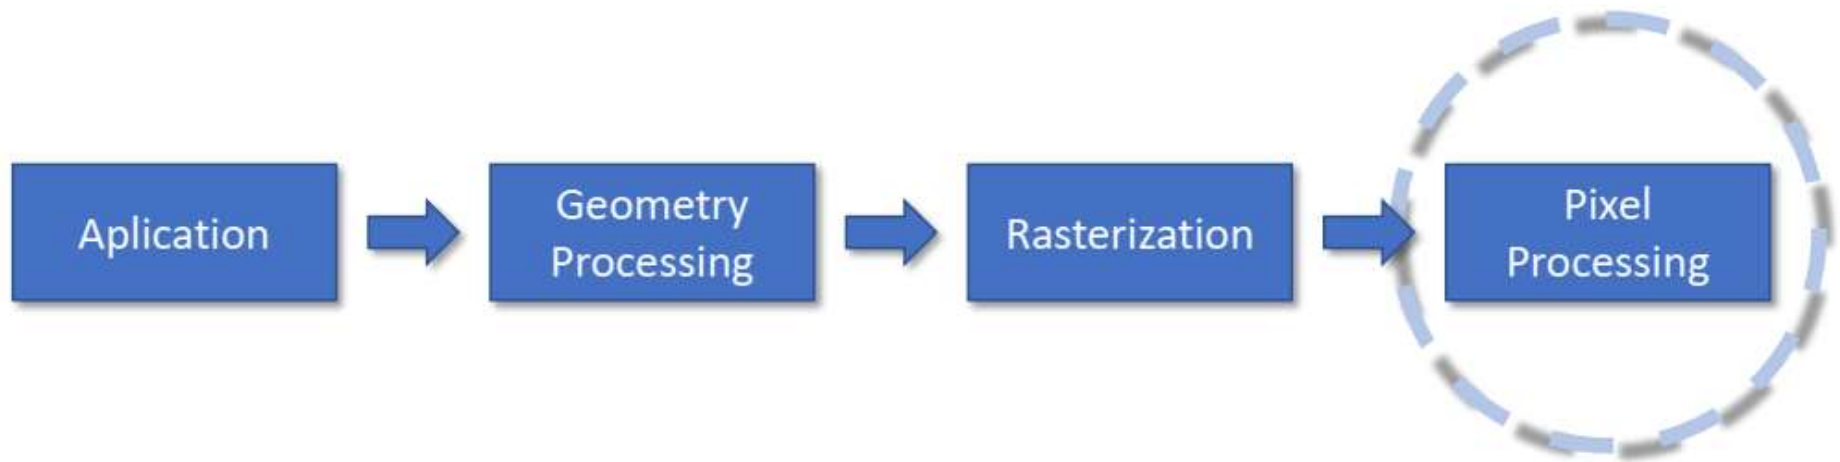 Aplication
Geometry
Processing
Rasterization
Pixel
Processing